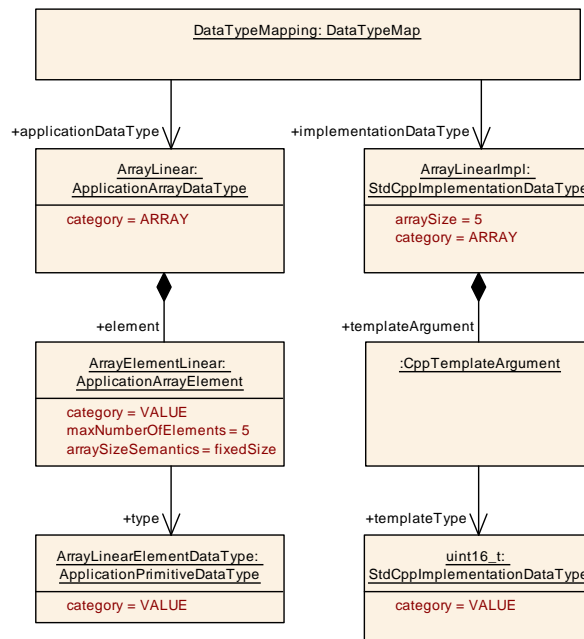 DataTypeMapping: DataTypeMap
+applicationDataType
+implementationDataType
ArrayLinear:
ApplicationArrayDataType
category = ARRAY
ArrayLinearImpl:
StdCppImplementationDataType
arraySize = 5
category = ARRAY
+element
+templateArgument
ArrayElementLinear:
ApplicationArrayElement
category = VALUE
maxNumberOfElements = 5
arraySizeSemantics = fixedSize
:CppTemplateArgument
+type
+templateType
ArrayLinearElementDataType:
ApplicationPrimitiveDataType
category = VALUE
uint16_t:
StdCppImplementationDataType
category = VALUE